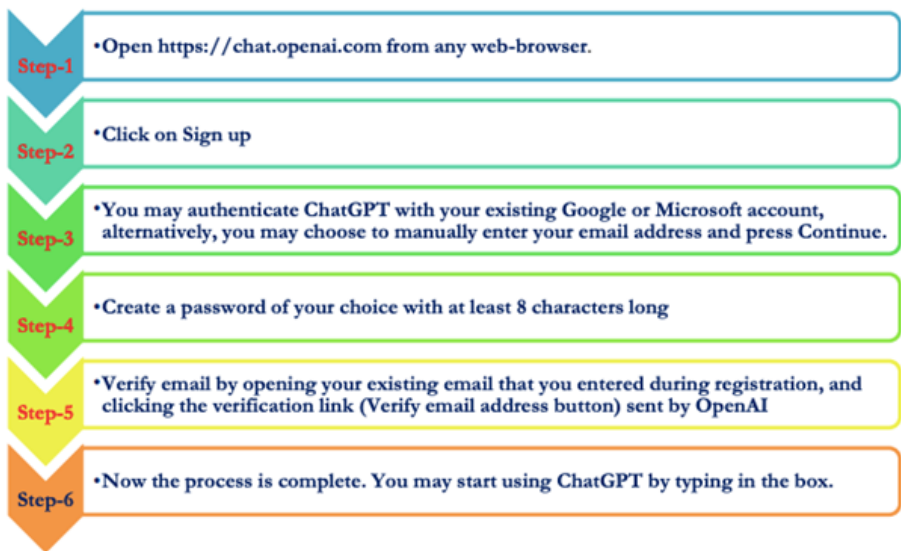 Step-1
•Open https://chat.openai.com from any web-browser.
Step-2
•Click on Sign up
Step-3
•You may authenticate ChatGPT with your existing Google or Microsoft account,
alternatively, you may choose to manually enter your email address and press Continue.
Step-4
•Create a password of your choice with at least 8 characters long
Step-5
•Verify email by opening your existing email that you entered during registration, and
clicking the verification link (Verify email address button) sent by OpenAI
Step-6
•Now the process is complete. You may start using ChatGPT by typing in the box.